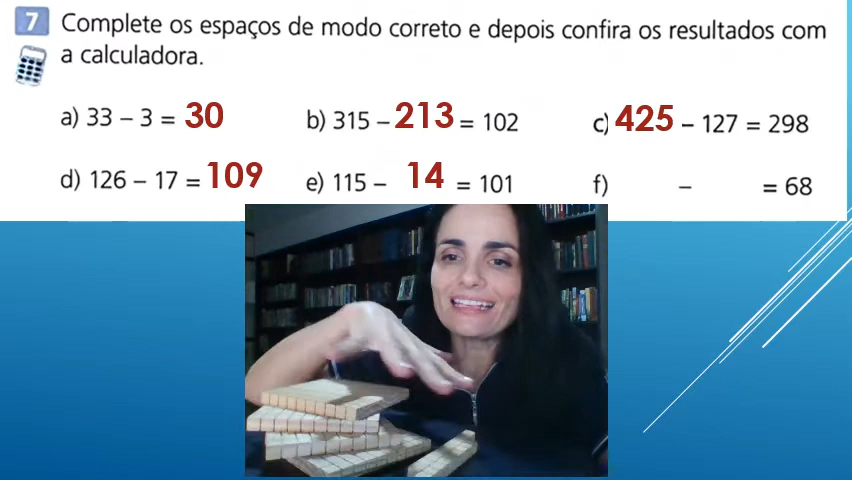 7 Complete os espaços de modo correto e depois confira os resultados com
a calculadora.
a) 33 – 3 = 30 b) 315 – 213 = 102 c) 425 – 127 = 298
d) 126 – 17 = 109 e) 115 – 14 = 101 f) – = 68